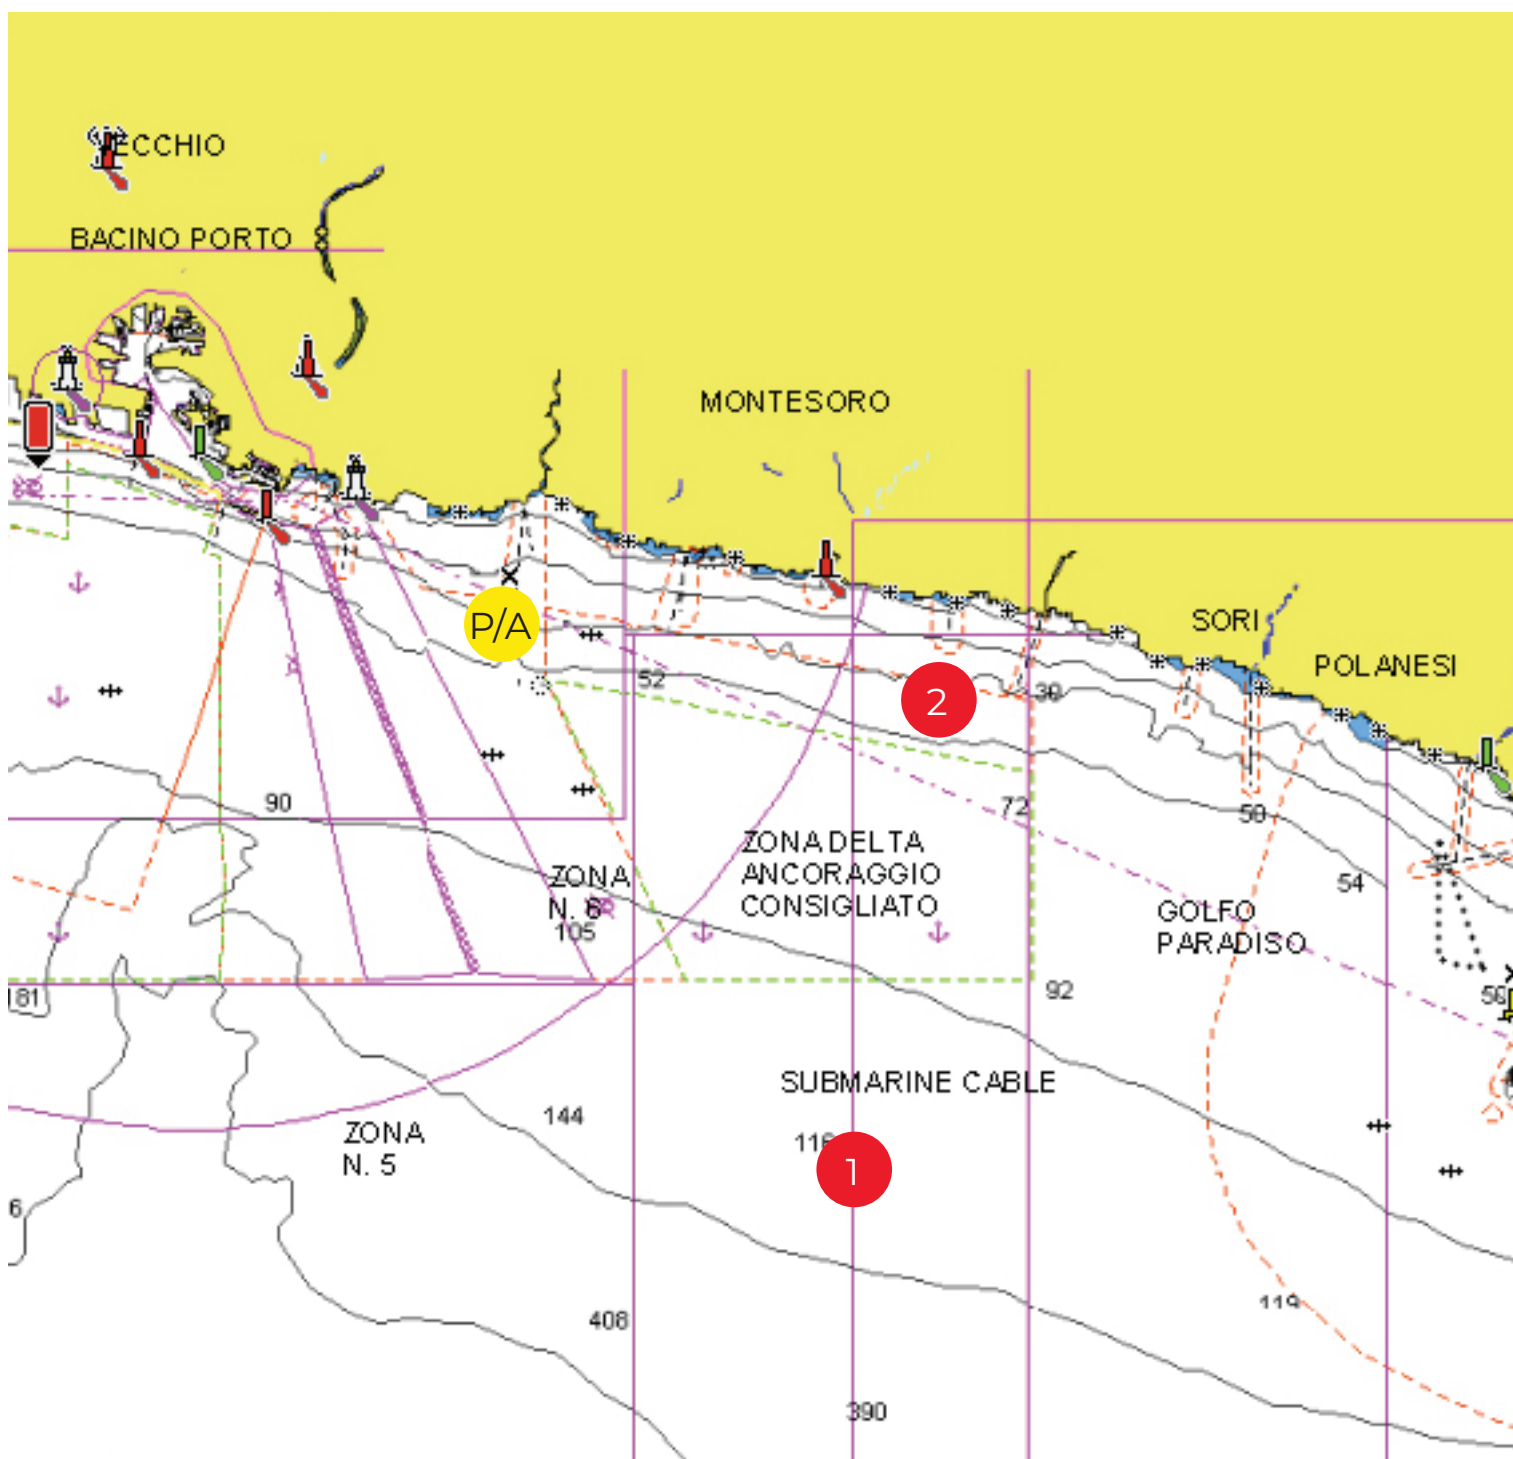 ECCHIO
BACINO PORTO
MONTESORO
SORI
POLANESI
P/A
52
2
30
90
72
50
ZONA DELTA
ANCORAGGIO
CONSIGLIATO
ZONA
N. 6
105
54
GOLFO
PARADISO
181
92
56
SUBMARINE CABLE
144
ZONA
N. 5
116
1
6
119
408
390